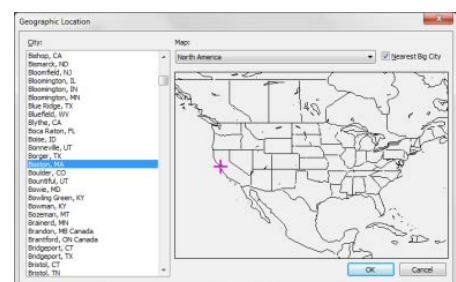 Geographic Location
City:
Map:
North America
Nearest Big City
Bishop, CA
Bismarck, ND
Bloomfield, NJ
Bloomington, IL
Bloomington, IN
Bloomington, MN
Blue Ridge, TX
Bluefield, WV
Blythe, CA
Boca Raton, FL
Boise, ID
Bonneville, UT
Borger, TX
Boston, MA
Boulder, CO
Bountiful, UT
Bowie, MD
Bowling Green, KY
Bowman, KY
Bozeman, MT
Brainerd, MN
Brandon, MB Canada
Brantford, ON Canada
Bridgeport, CT
Bridgeport, TX
Bristol, CT
Bristol, TN
OK
Cancel